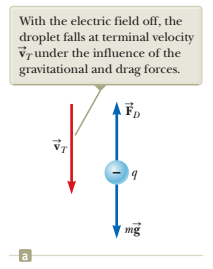 With the electric field off, the
droplet falls at terminal velocity
v⃗T under the influence of the
gravitational and drag forces.
F⃗D
v⃗T
q
−
mg⃗
a